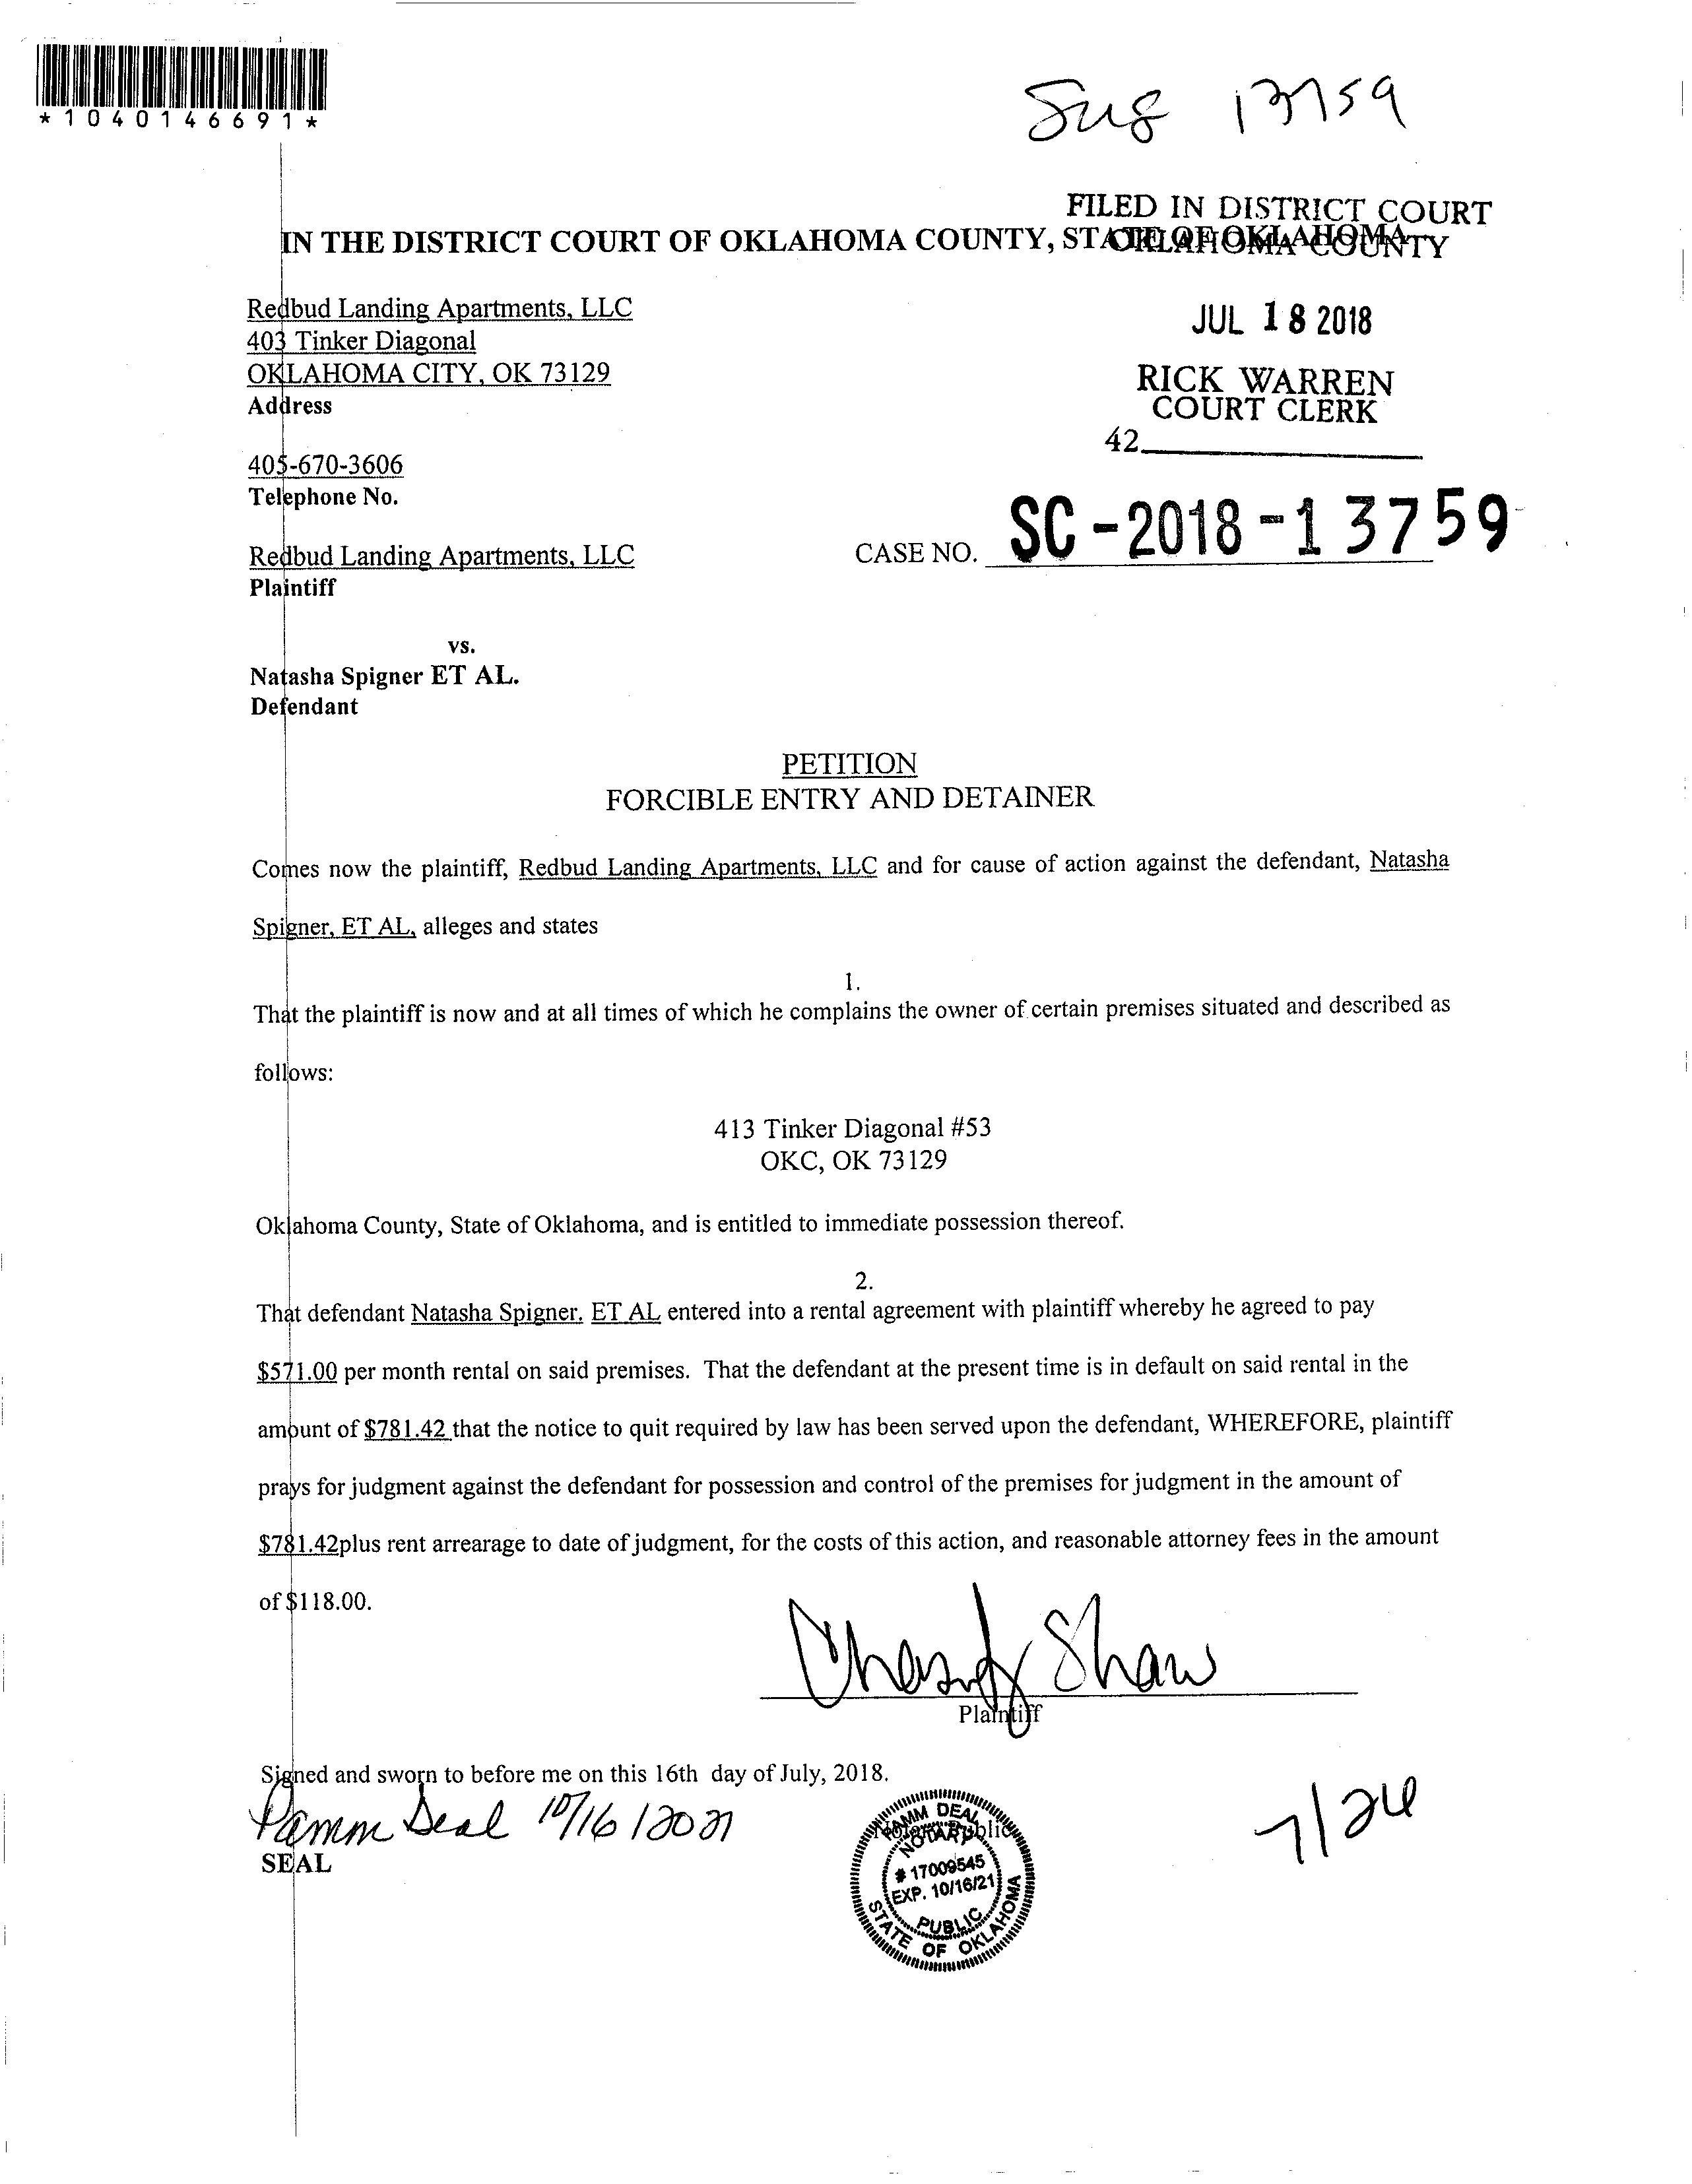 *1040146691*
13759
FILED IN DISTRICT COURT
OKLAHOMA COUNTY
IN THE DISTRICT COURT OF OKLAHOMA COUNTY, STATE OF OKLAHOMA
Redbud Landing Apartments, LLC
403 Tinker Diagonal
OKLAHOMA CITY, OK 73129
Address
JUL 18 2018
RICK WARREN
COURT CLERK
42
405-670-3606
Telephone No.
CASE NO. SC-2018-13759
Redbud Landing Apartments, LLC
Plaintiff
vs.
Natasha Spigner ET AL.
Defendant
PETITION
FORCIBLE ENTRY AND DETAINER
Comes now the plaintiff, Redbud Landing Apartments, LLC and for cause of action against the defendant, Natasha
Spigner, ET AL, alleges and states
1.
That the plaintiff is now and at all times of which he complains the owner of certain premises situated and described as
follows:
413 Tinker Diagonal #53
OKC, OK 73129
Oklahoma County, State of Oklahoma, and is entitled to immediate possession thereof.
2.
That defendant Natasha Spigner, ET AL entered into a rental agreement with plaintiff whereby he agreed to pay
$571.00 per month rental on said premises. That the defendant at the present time is in default on said rental in the
amount of $781.42 that the notice to quit required by law has been served upon the defendant, WHEREFORE, plaintiff
prays for judgment against the defendant for possession and control of the premises for judgment in the amount of
$781.42plus rent arrearage to date of judgment, for the costs of this action, and reasonable attorney fees in the amount
of $118.00.
Shaw
Plaintiff
Signed and sworn to before me on this 16th day of July, 2018.
Pamm Deal 10/16/2021
Notary Public
SEAL
PAMM DEAL
NOTARY
# 17009545
EXP. 10/16/21
PUBLIC
STATE OF OKLAHOMA
7/26